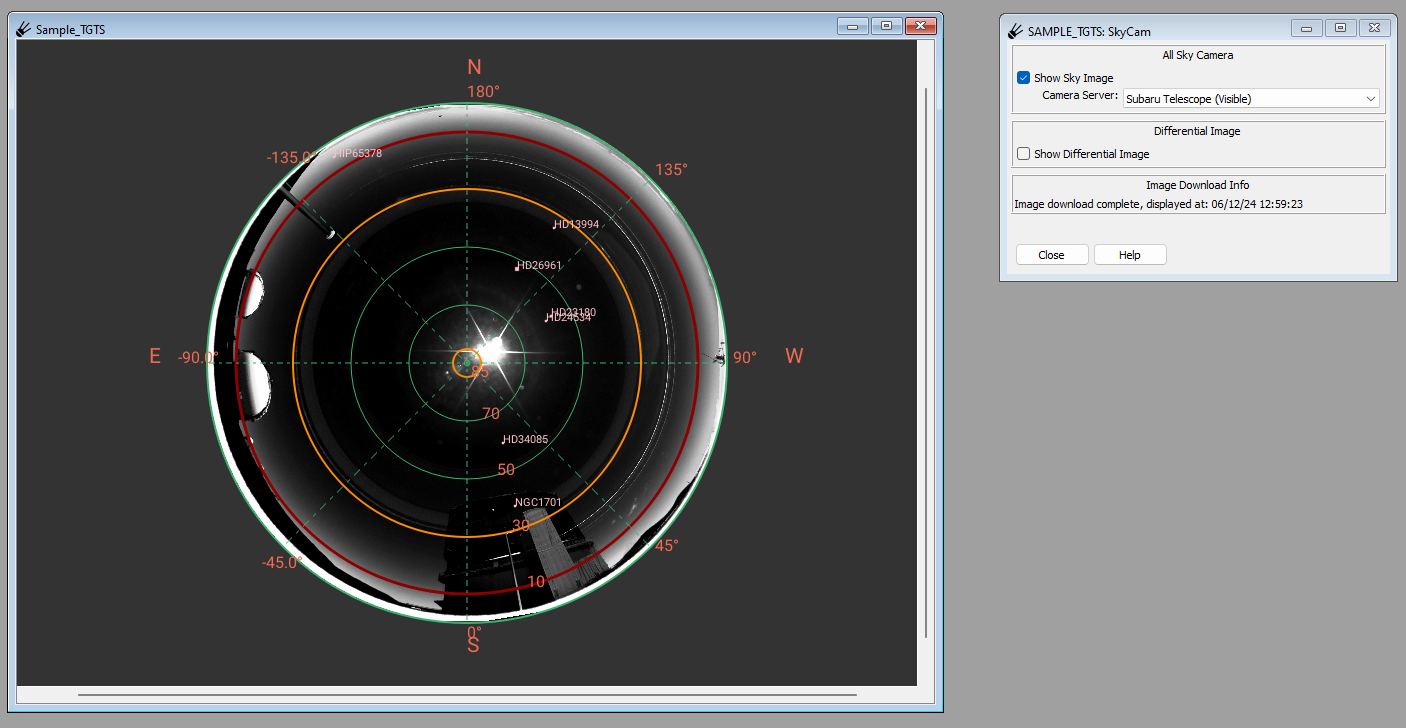 Sample_TGTS
N
180°
-135.0°
HIP65378
135°
HD13994
HD26961
HD23180
HD24534
E
-90.0°
90°
W
85
70
HD34085
50
NGC1701
30
-45.0°
45°
10
0°
S
SAMPLE_TGTS: SkyCam
All Sky Camera
Show Sky Image
Camera Server:
Subaru Telescope (Visible)
Differential Image
Show Differential Image
Image Download Info
Image download complete, displayed at: 06/12/24 12:59:23
Close
Help